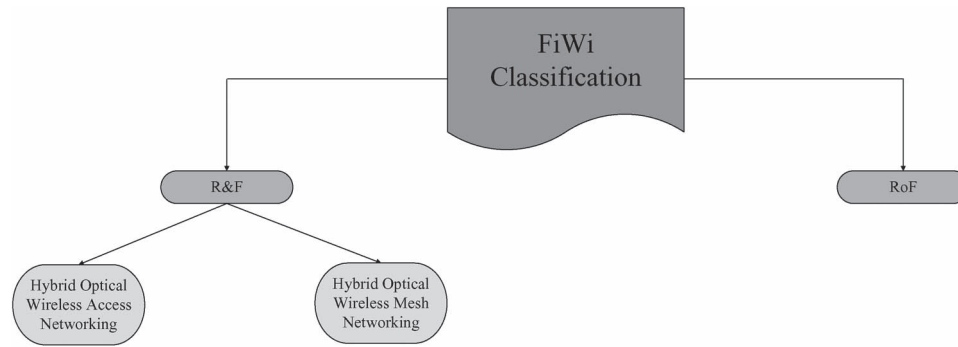 FiWi
Classification
R&F
RoF
Hybrid Optical
Wireless Access
Networking
Hybrid Optical
Wireless Mesh
Networking